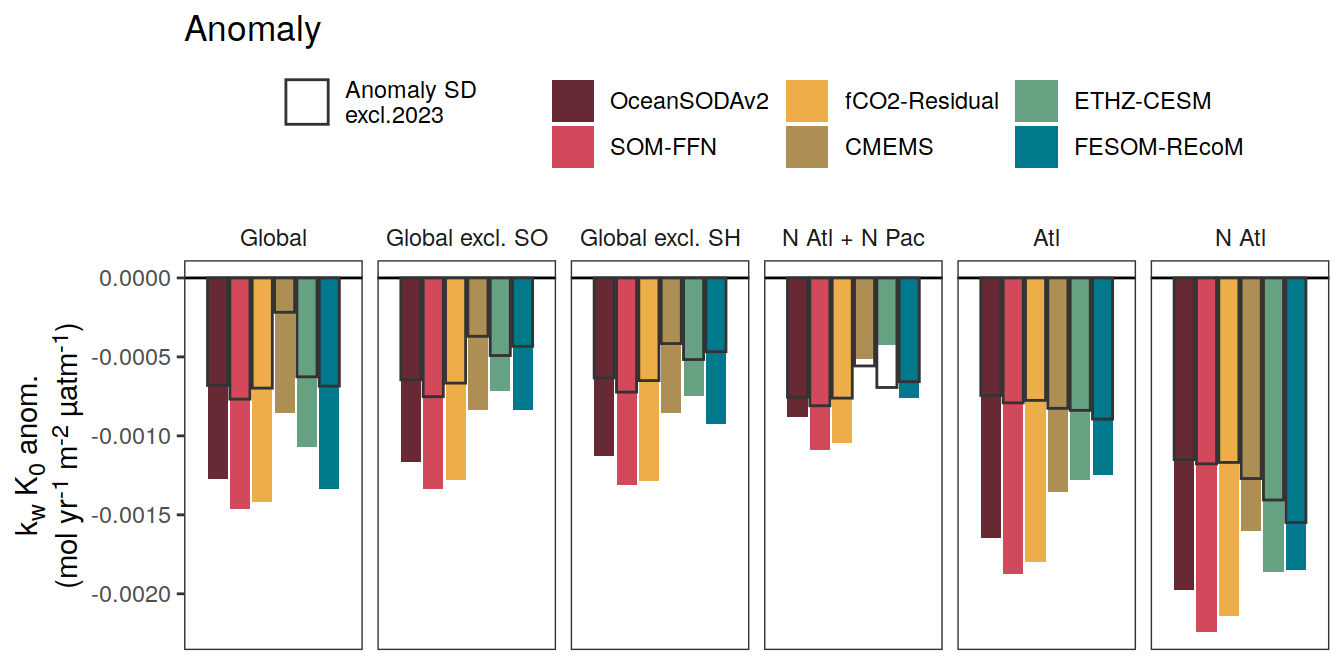 Anomaly
Anomaly SD
excl.2023
OceanSODAv2
fCO2-Residual
ETHZ-CESM
SOM-FFN
CMEMS
FESOM-REcoM
Global
Global excl. SO
Global excl. SH
N Atl + N Pac
Atl
N Atl
0.0000
-0.0005
-0.0010
-0.0015
-0.0020
kw K0 anom.
(mol yr-1 m-2 µatm-1)